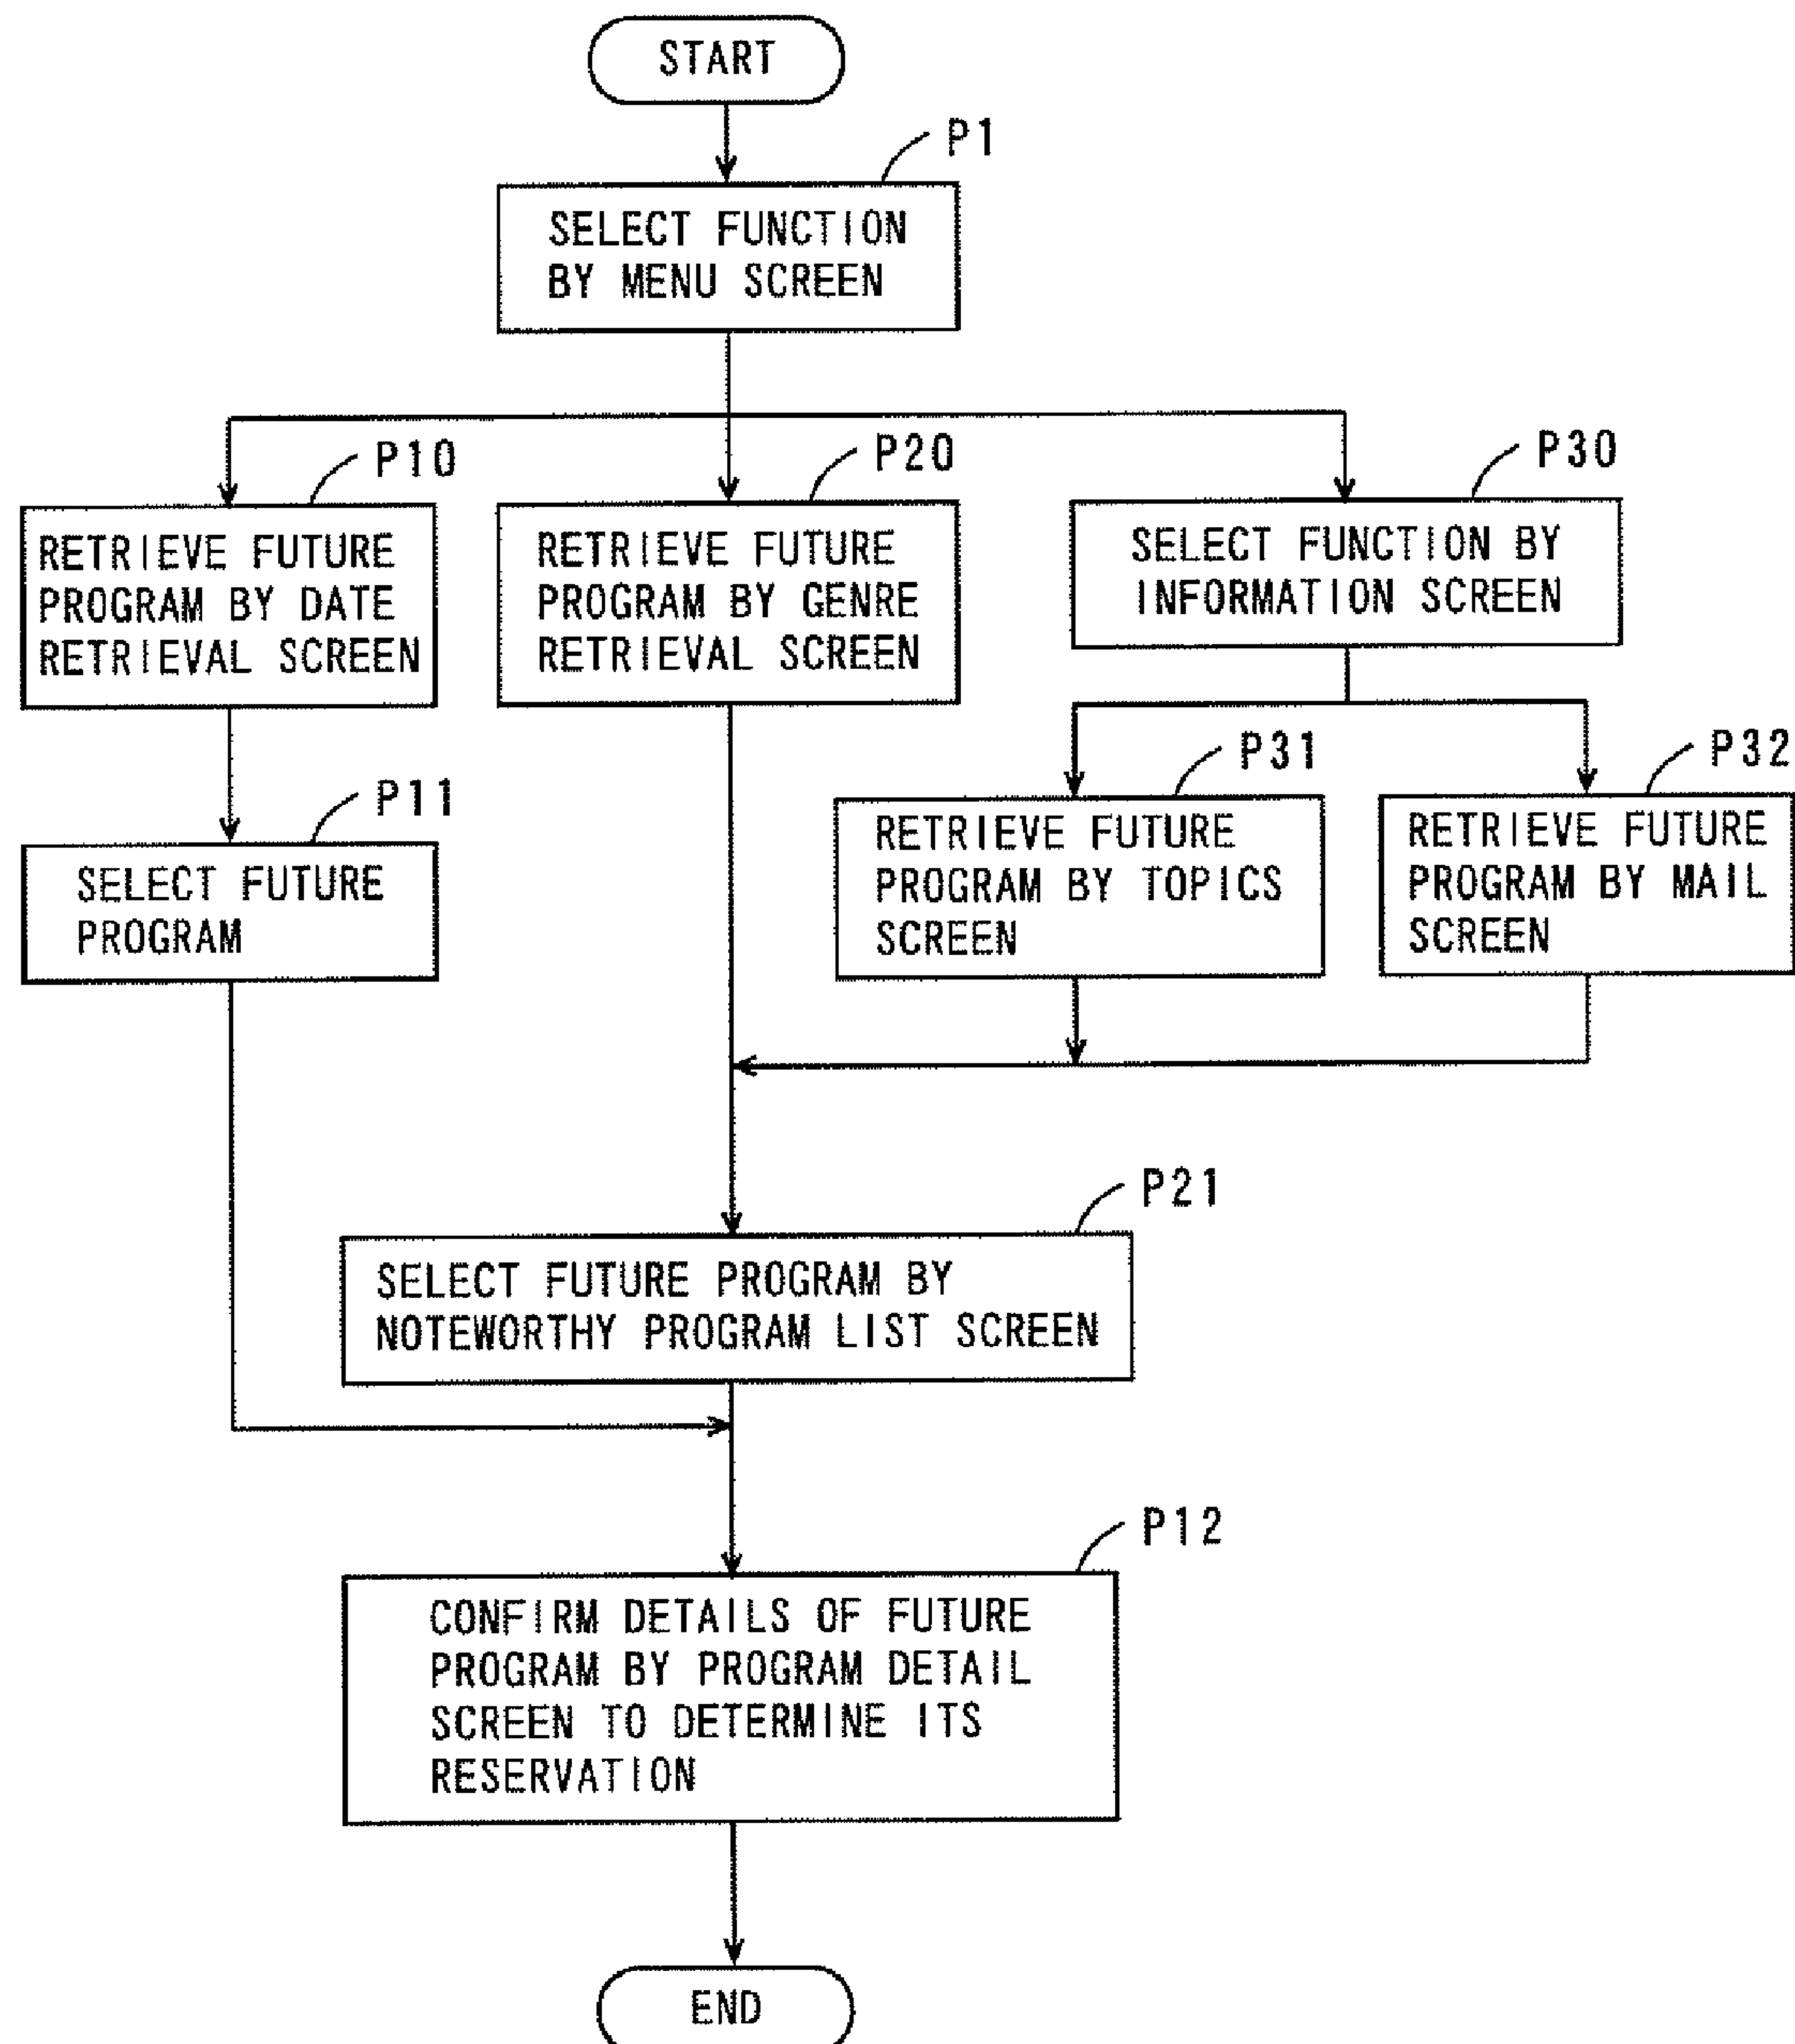 START
P1
SELECT FUNCTION
BY MENU SCREEN
P10
RETRIEVE FUTURE
PROGRAM BY DATE
RETRIEVAL SCREEN
P20
RETRIEVE FUTURE
PROGRAM BY GENRE
RETRIEVAL SCREEN
P30
SELECT FUNCTION BY
INFORMATION SCREEN
P11
SELECT FUTURE
PROGRAM
P31
RETRIEVE FUTURE
PROGRAM BY TOPICS
SCREEN
P32
RETRIEVE FUTURE
PROGRAM BY MAIL
SCREEN
P21
SELECT FUTURE PROGRAM BY
NOTEWORTHY PROGRAM LIST SCREEN
P12
CONFIRM DETAILS OF FUTURE
PROGRAM BY PROGRAM DETAIL
SCREEN TO DETERMINE ITS
RESERVATION
END